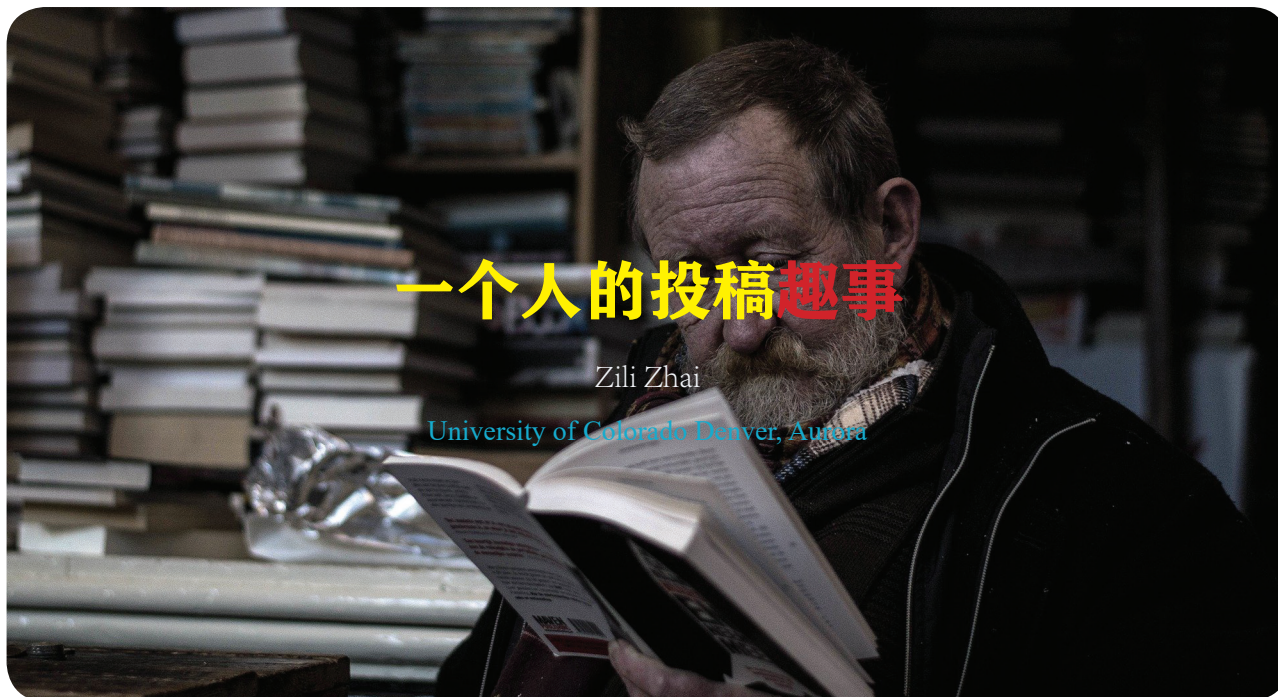 一个人的投稿趣事
Zili Zhai
University of Colorado Denver, Aurora